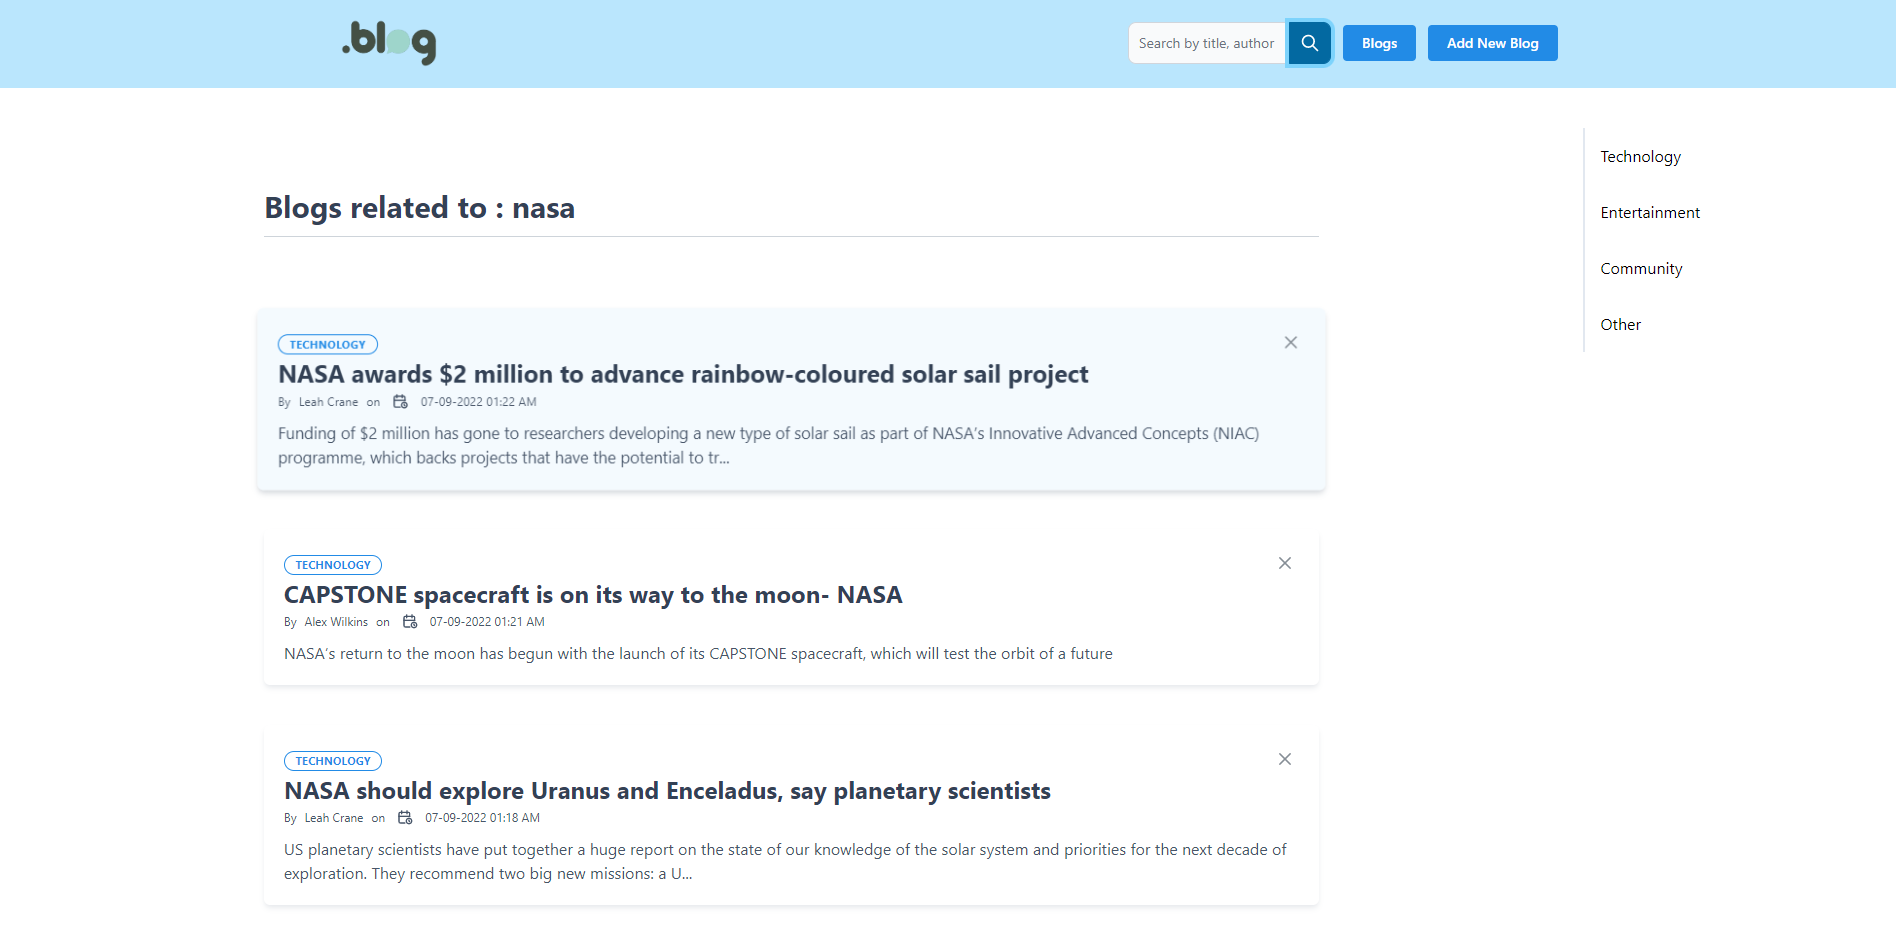 .blog
Search by title, author
Blogs
Add New Blog
Technology
Entertainment
Community
Other
Blogs related to : nasa
TECHNOLOGY
NASA awards $2 million to advance rainbow-coloured solar sail project
By Leah Crane on 07-09-2022 01:22 AM
Funding of $2 million has gone to researchers developing a new type of solar sail as part of NASA’s Innovative Advanced Concepts (NIAC)
programme, which backs projects that have the potential to tr...
TECHNOLOGY
CAPSTONE spacecraft is on its way to the moon- NASA
By Alex Wilkins on 07-09-2022 01:21 AM
NASA’s return to the moon has begun with the launch of its CAPSTONE spacecraft, which will test the orbit of a future
TECHNOLOGY
NASA should explore Uranus and Enceladus, say planetary scientists
By Leah Crane on 07-09-2022 01:18 AM
US planetary scientists have put together a huge report on the state of our knowledge of the solar system and priorities for the next decade of
exploration. They recommend two big new missions: a U...